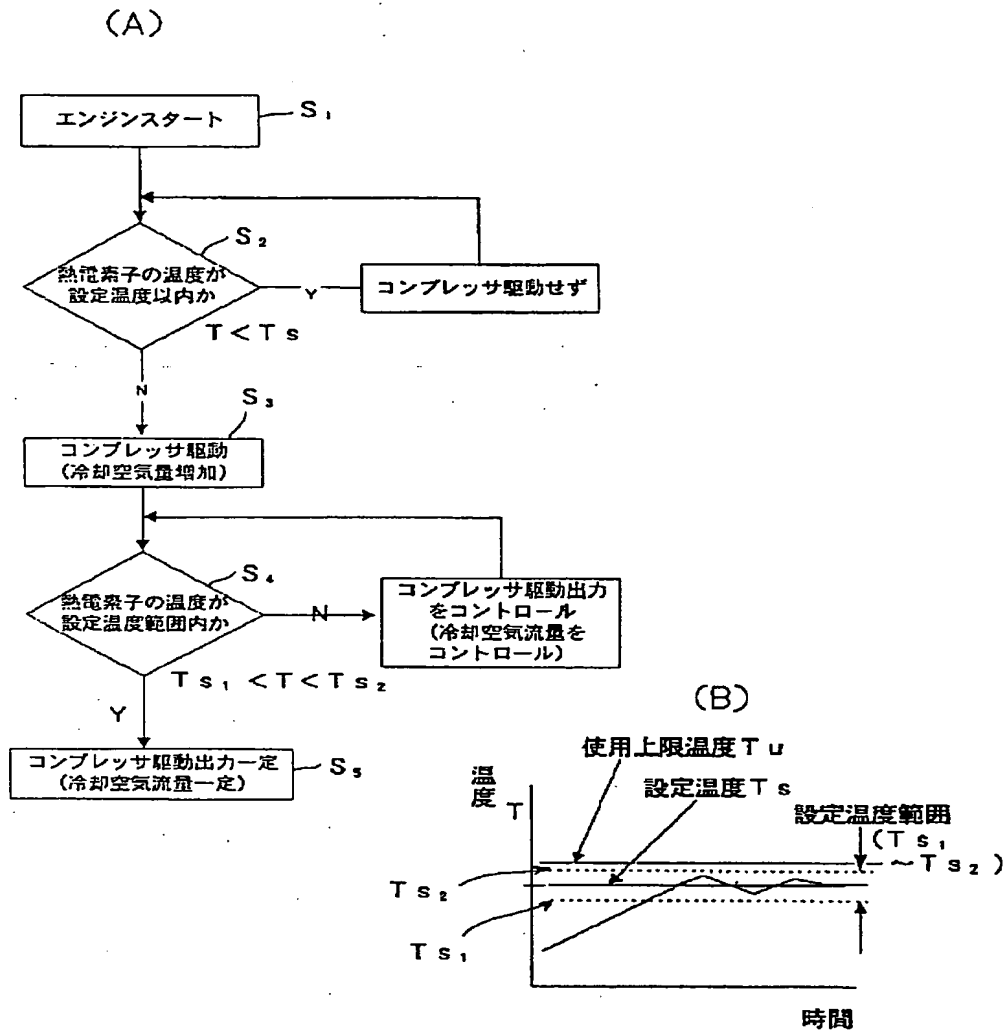 (A)
エンジンスタート
S₁
S₂
熱電素子の温度が
設定温度以内か
Y
コンプレッサ駆動せず
T<Ts
N
S₃
コンプレッサ駆動
(冷却空気量増加)
S₄
熱電素子の温度が
設定温度範囲内か
N
コンプレッサ駆動出力
をコントロール
(冷却空気流量を
コントロール)
Ts₁<T<Ts₂
Y
コンプレッサ駆動出力一定
(冷却空気流量一定)
S₅
(B)
使用上限温度Tu
温度
T
設定温度Ts
設定温度範囲
(Ts₁
~Ts₂)
Ts₂
Ts₁
時間